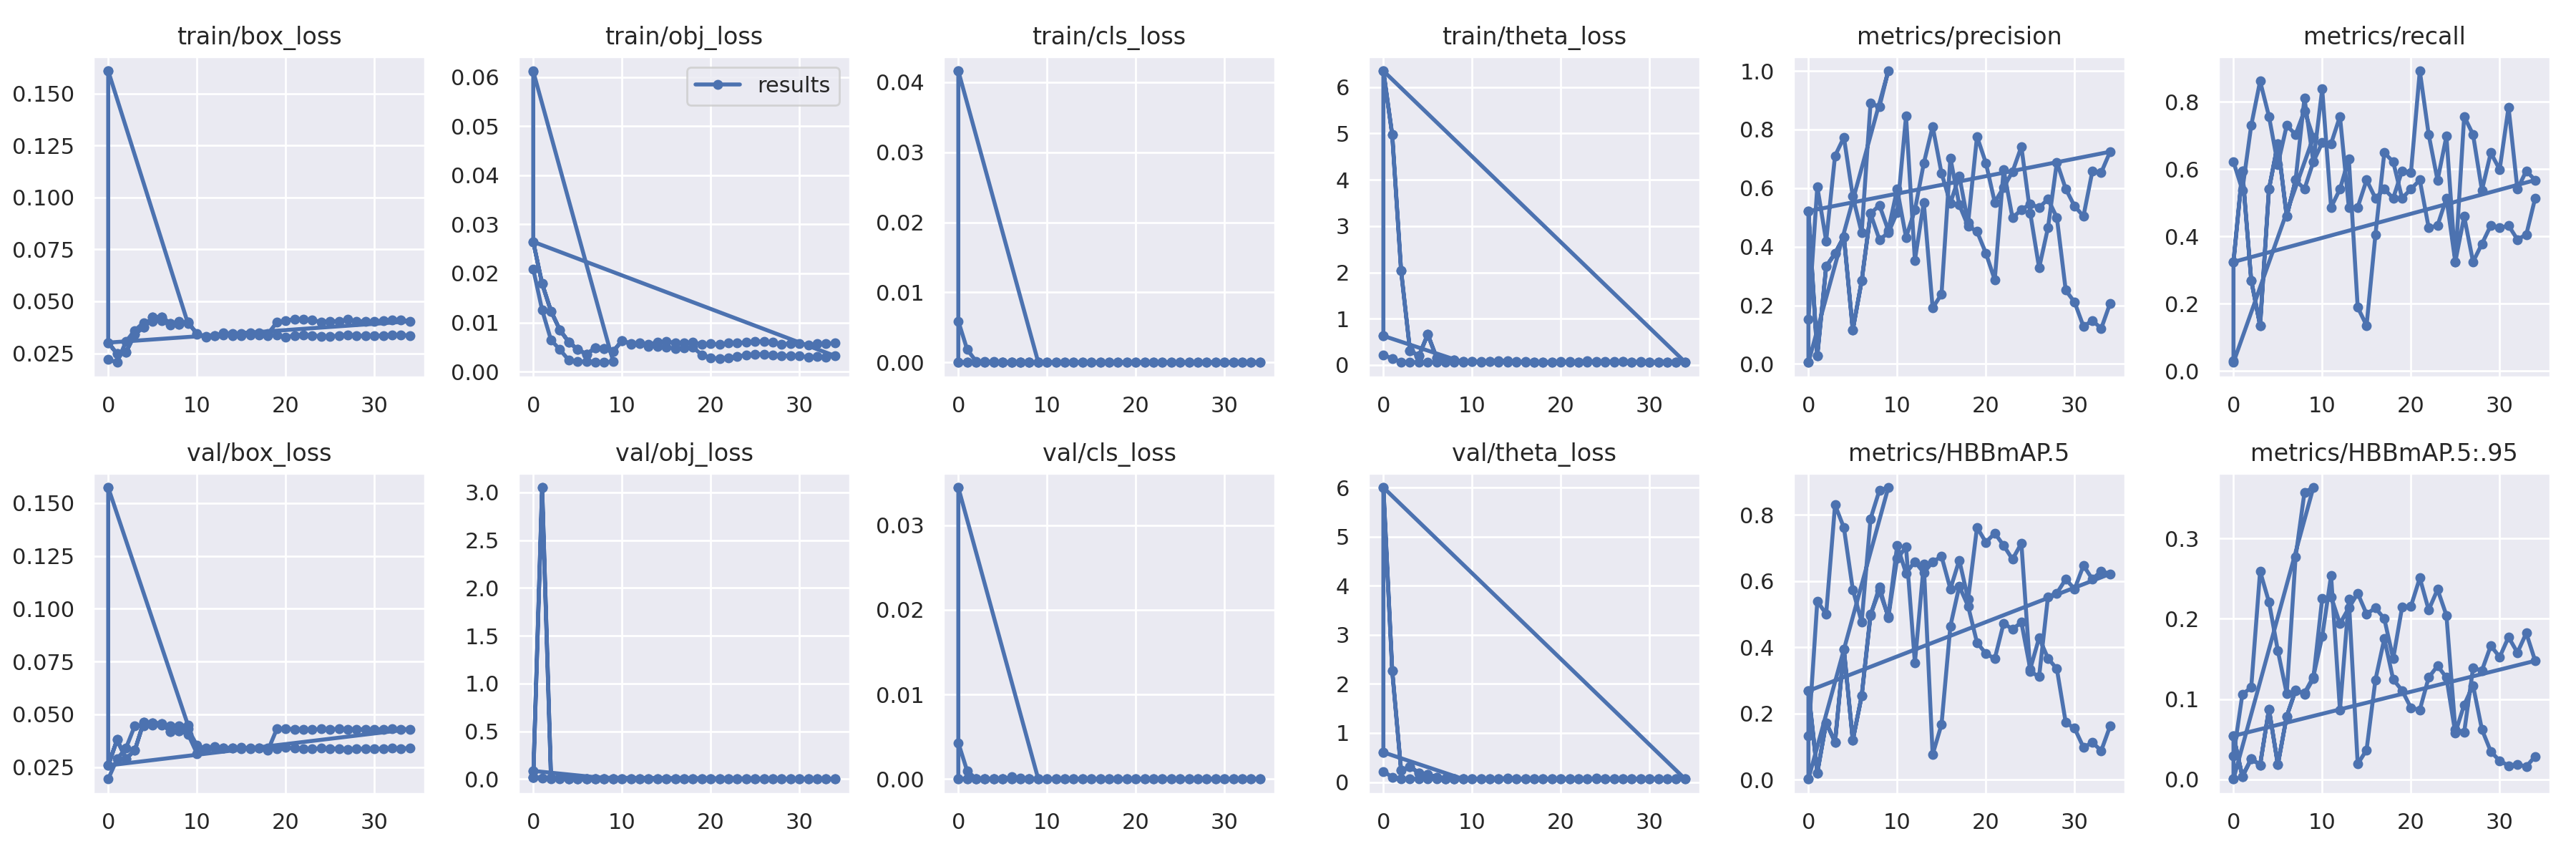 train/box_loss
0.150
0.125
0.100
0.075
0.050
0.025
0 10 20 30
train/obj_loss
results
0.06
0.05
0.04
0.03
0.02
0.01
0.00
0 10 20 30
train/cls_loss
0.04
0.03
0.02
0.01
0.00
0 10 20 30
train/theta_loss
6
5
4
3
2
1
0
0 10 20 30
metrics/precision
1.0
0.8
0.6
0.4
0.2
0.0
0 10 20 30
metrics/recall
0.8
0.6
0.4
0.2
0.0
0 10 20 30
val/box_loss
0.150
0.125
0.100
0.075
0.050
0.025
0 10 20 30
val/obj_loss
3.0
2.5
2.0
1.5
1.0
0.5
0.0
0 10 20 30
val/cls_loss
0.03
0.02
0.01
0.00
0 10 20 30
val/theta_loss
6
5
4
3
2
1
0
0 10 20 30
metrics/HBBmAP.5
0.8
0.6
0.4
0.2
0.0
0 10 20 30
metrics/HBBmAP.5:.95
0.3
0.2
0.1
0.0
0 10 20 30